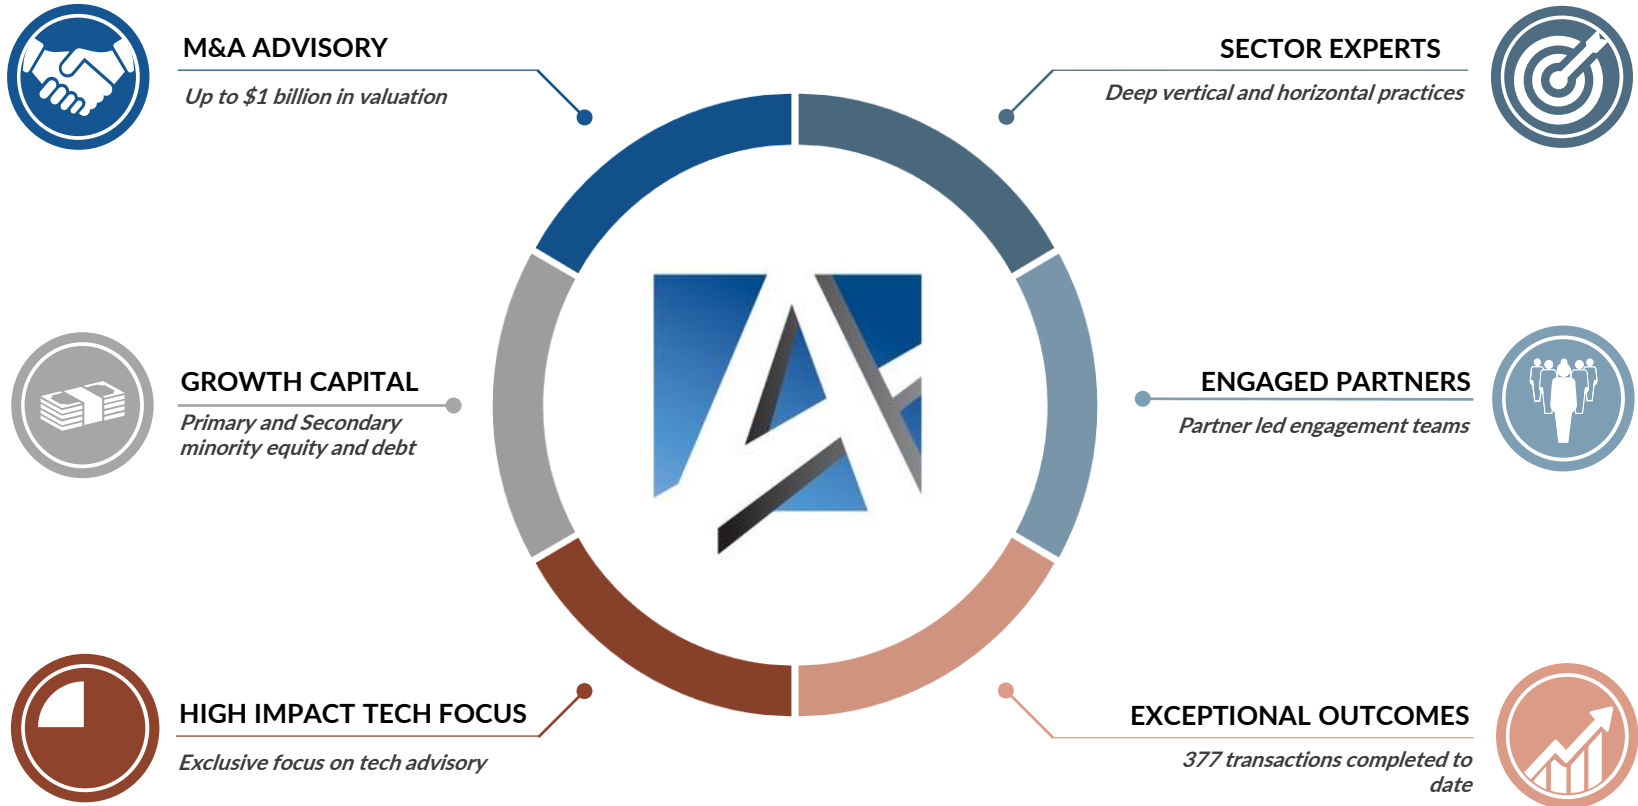 M&A ADVISORY
Up to $1 billion in valuation
SECTOR EXPERTS
Deep vertical and horizontal practices
GROWTH CAPITAL
Primary and Secondary
minority equity and debt
ENGAGED PARTNERS
Partner led engagement teams
HIGH IMPACT TECH FOCUS
Exclusive focus on tech advisory
EXCEPTIONAL OUTCOMES
377 transactions completed to
date